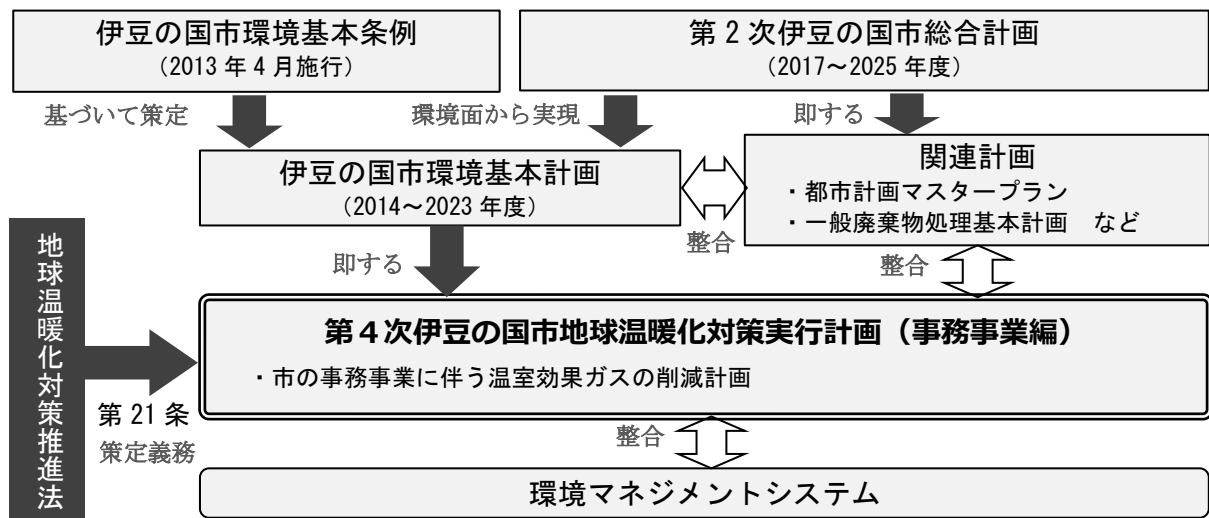 伊豆の国市環境基本条例
（2013 年 4 月施行）
第 2 次伊豆の国市総合計画
（2017～2025 年度）
基づいて策定
環境面から実現
即する
伊豆の国市環境基本計画
（2014～2023 年度）
整合
関連計画
・都市計画マスタープラン
・一般廃棄物処理基本計画　など
即する
整合
地球温暖化対策推進法
第 21 条
策定義務
第４次伊豆の国市地球温暖化対策実行計画（事務事業編）
・市の事務事業に伴う温室効果ガスの削減計画
整合
環境マネジメントシステム